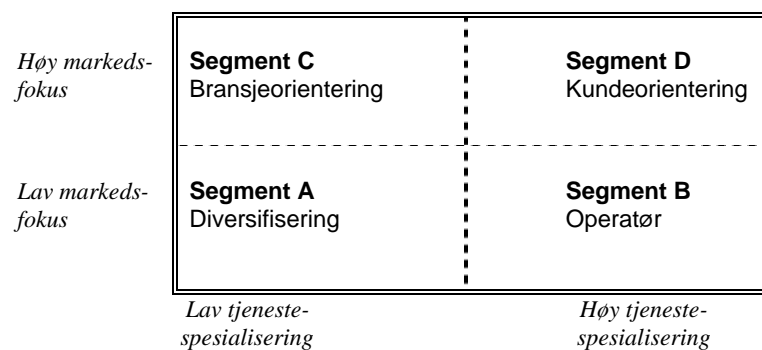 Høy markeds-
fokus
Segment C
Bransjeorientering
Segment D
Kundeorientering
Lav markeds-
fokus
Segment A
Diversifisering
Segment B
Operatør
Lav tjeneste-
spesialisering
Høy tjeneste-
spesialisering